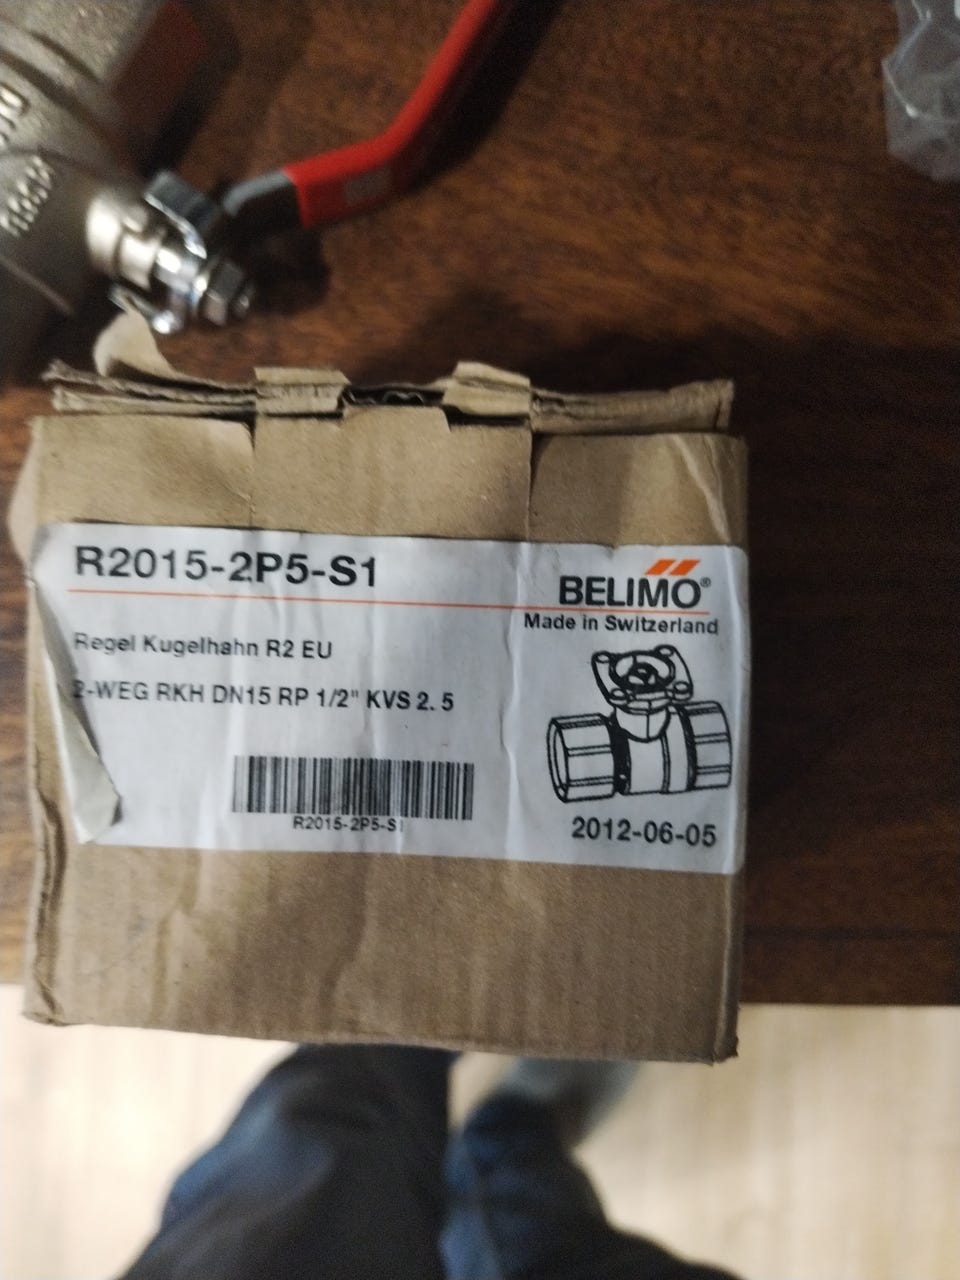 R2015-2P5-S1
BELIMO®
Made in Switzerland
Regel Kugelhahn R2 EU
2-WEG RKH DN15 RP 1/2" KVS 2. 5
R2015-2P5-S1
2012-06-05